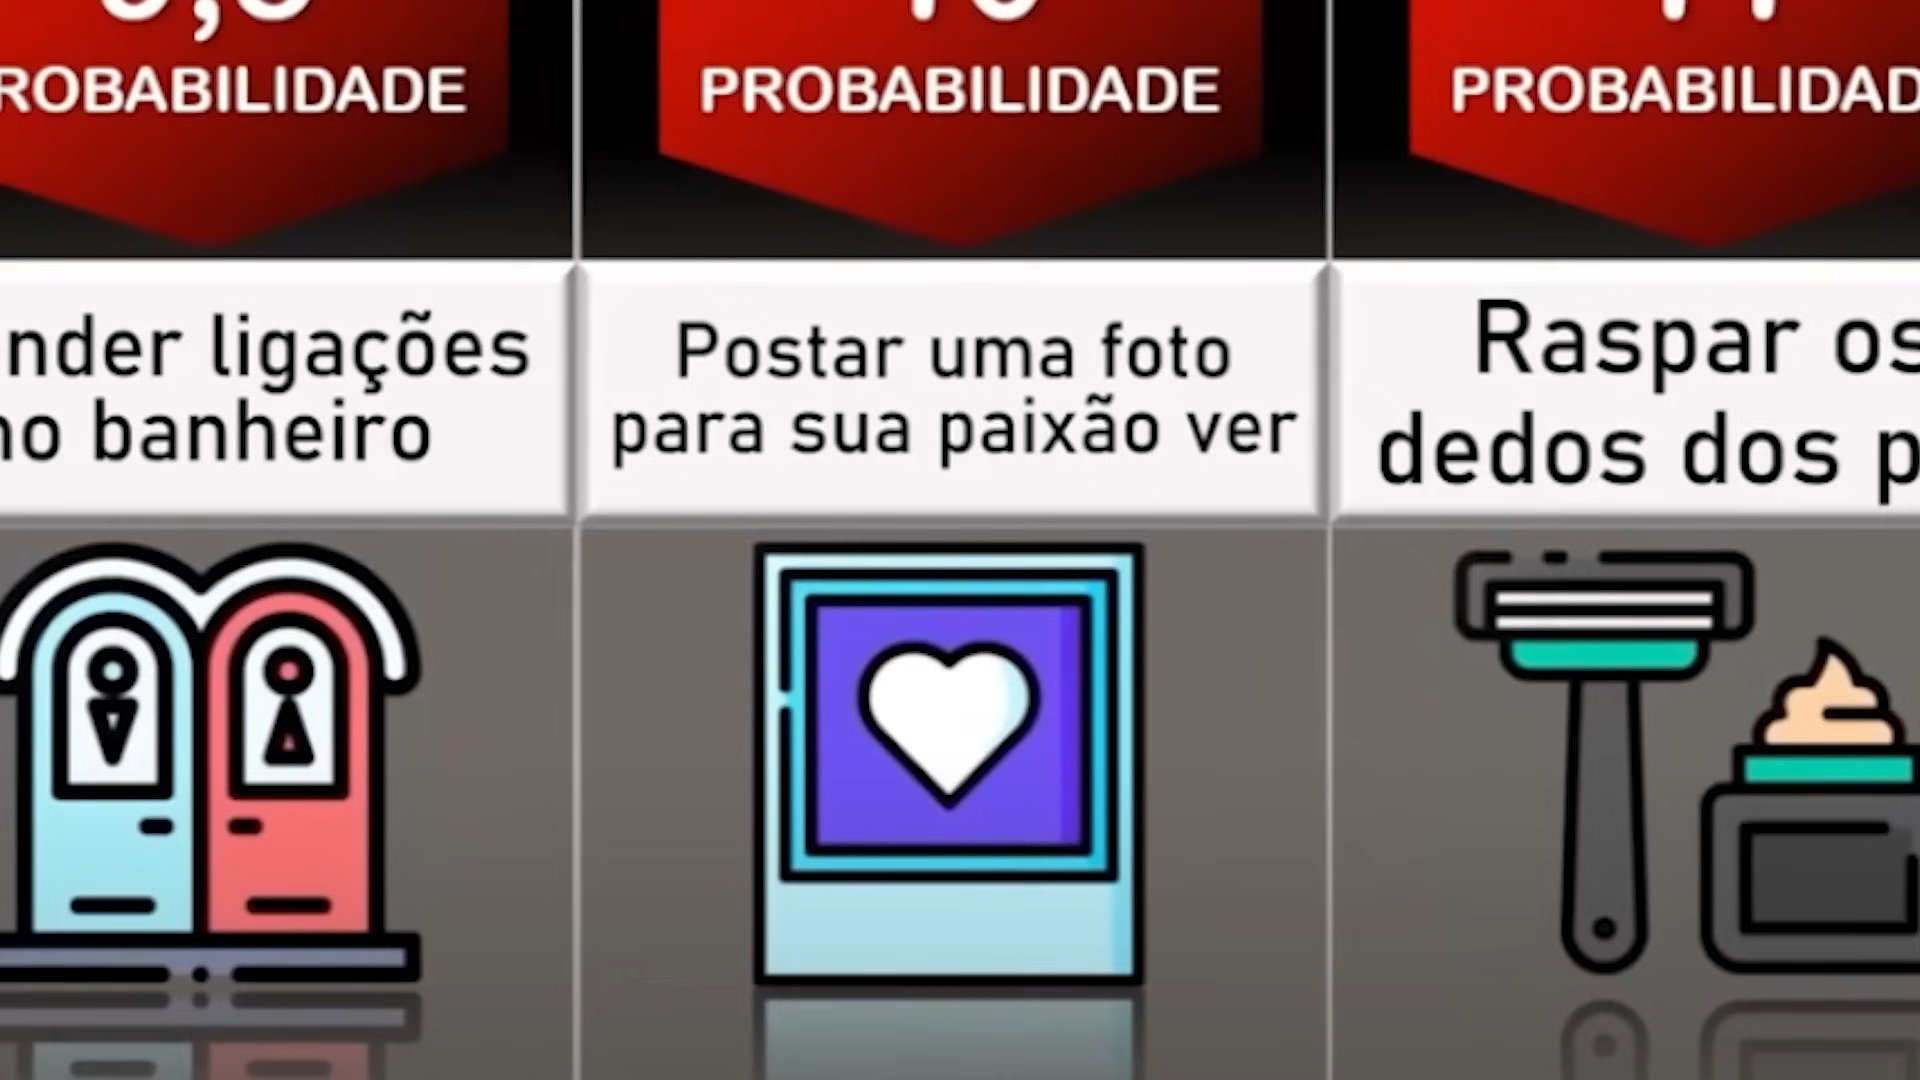 ROBABILIDADE
nder ligações
no banheiro
PROBABILIDADE
Postar uma foto
para sua paixão ver
PROBABILIDAD
Raspar os
dedos dos p